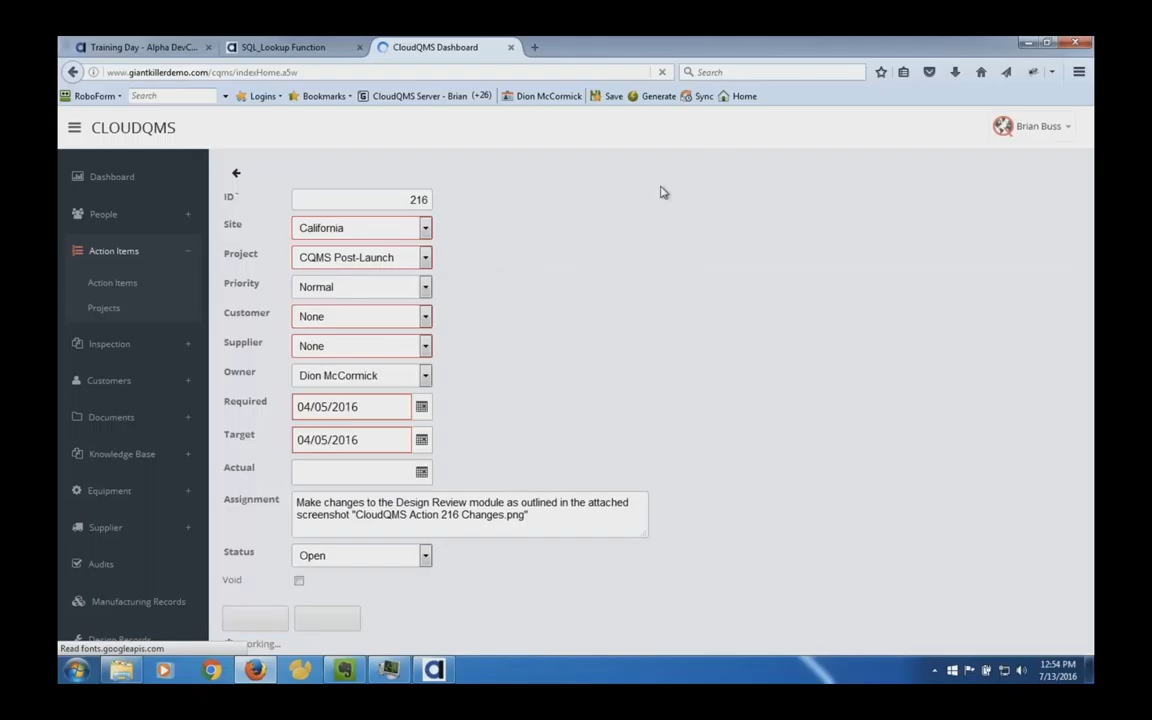 Training Day - Alpha DevC... × SQL_Lookup Function × CloudQMS Dashboard × +
www.giantkillerdemo.com/cqms/indexHome.a5w Search
RoboForm Search Logins Bookmarks CloudQMS Server - Brian (+26) Dion McCormick Save Generate Sync Home
CLOUDQMS Brian Buss
Dashboard
People +
Action Items −
Action Items
Projects
Inspection +
Customers +
Documents +
Knowledge Base +
Equipment +
Supplier +
Audits
Manufacturing Records
Design Records
ID` 216
Site California
Project CQMS Post-Launch
Priority Normal
Customer None
Supplier None
Owner Dion McCormick
Required 04/05/2016
Target 04/05/2016
Actual
Assignment Make changes to the Design Review module as outlined in the attached
screenshot "CloudQMS Action 216 Changes.png"
Status Open
Void
orking...
Read fonts.googleapis.com
12:54 PM
7/13/2016